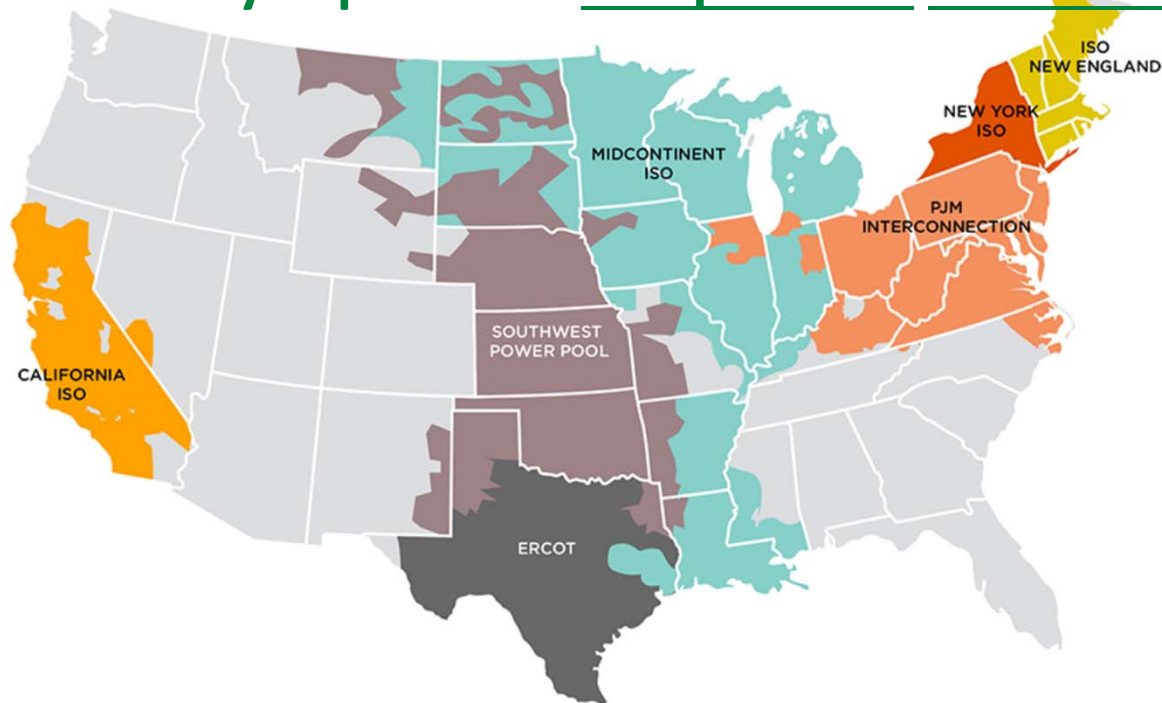 ISO
NEW ENGLAND
NEW YORK
ISO
MIDCONTINENT
ISO
PJM
INTERCONNECTION
SOUTHWEST
POWER POOL
CALIFORNIA
ISO
ERCOT